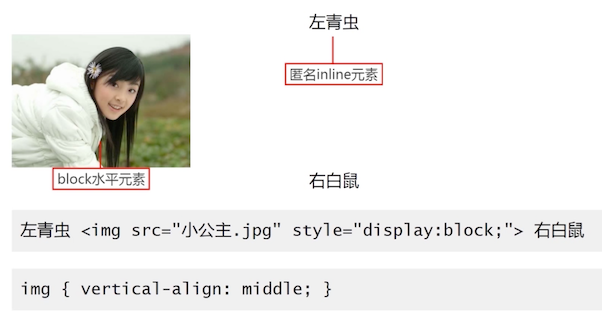 左青虫
匿名inline元素
block水平元素
右白鼠
左青虫 <img src="小公主.jpg" style="display:block;"> 右白鼠
img { vertical-align: middle; }